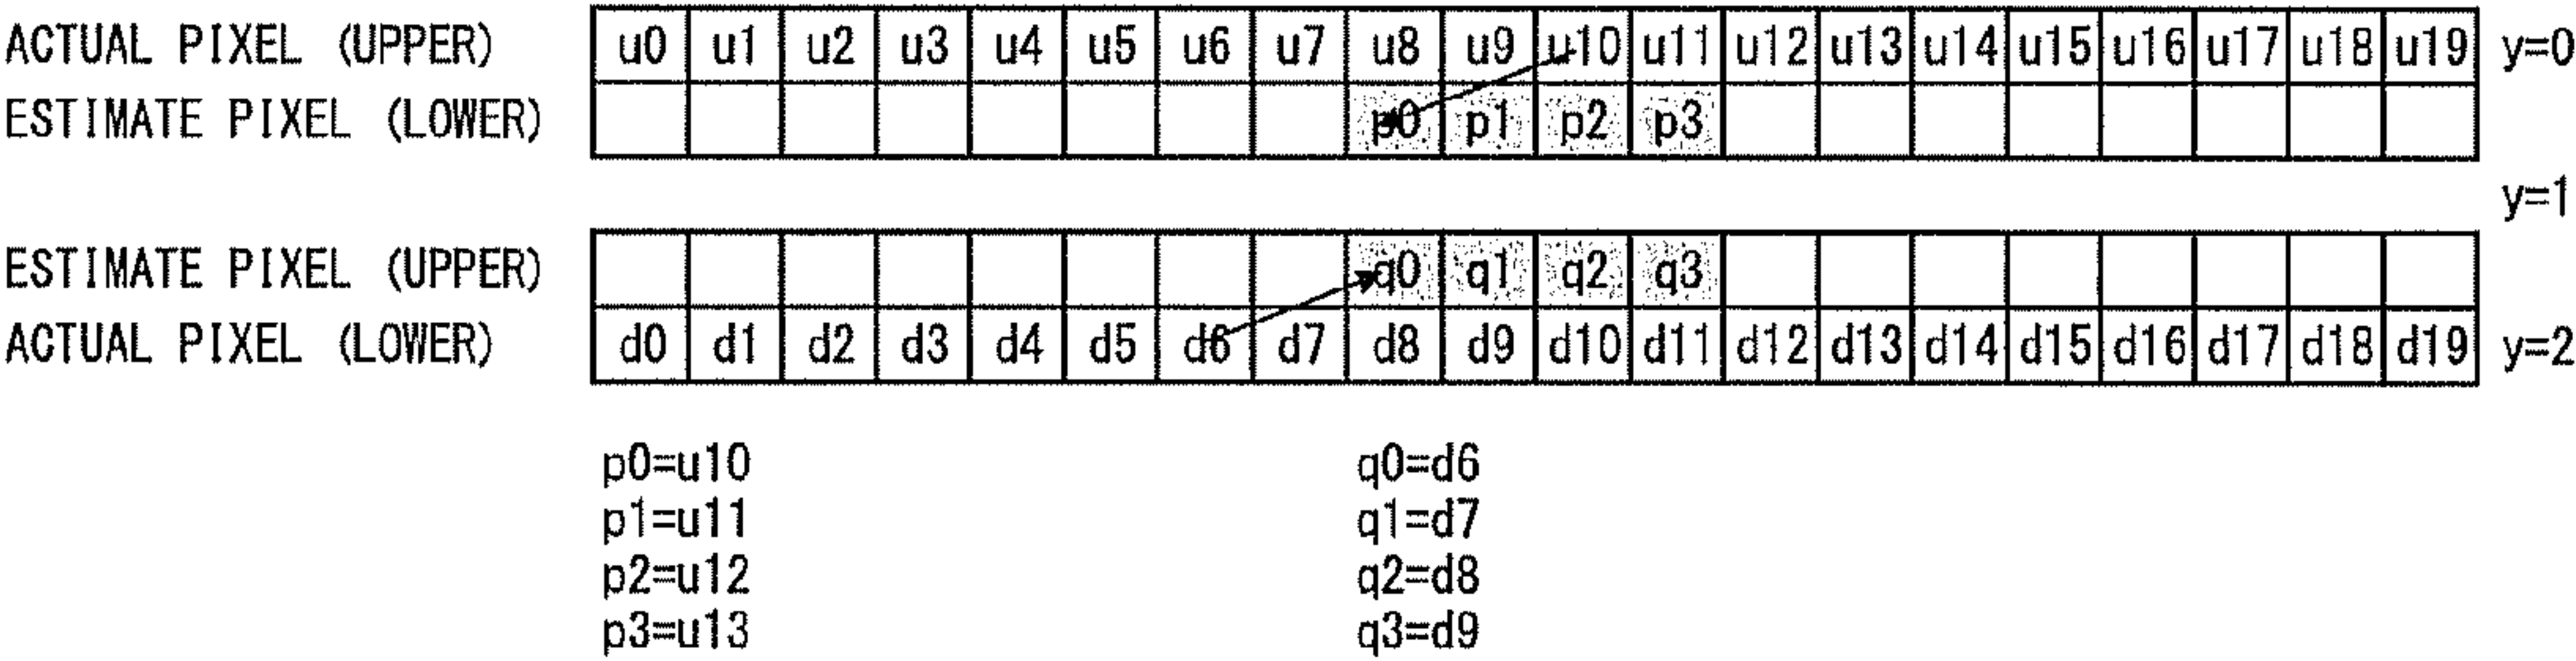 ACTUAL PIXEL (UPPER) u0 u1 u2 u3 u4 u5 u6 u7 u8 u9 u10 u11 u12 u13 u14 u15 u16 u17 u18 u19 y=0
ESTIMATE PIXEL (LOWER) p0 p1 p2 p3
y=1
ESTIMATE PIXEL (UPPER) q0 q1 q2 q3
ACTUAL PIXEL (LOWER) d0 d1 d2 d3 d4 d5 d6 d7 d8 d9 d10 d11 d12 d13 d14 d15 d16 d17 d18 d19 y=2
p0=u10 q0=d6
p1=u11 q1=d7
p2=u12 q2=d8
p3=u13 q3=d9